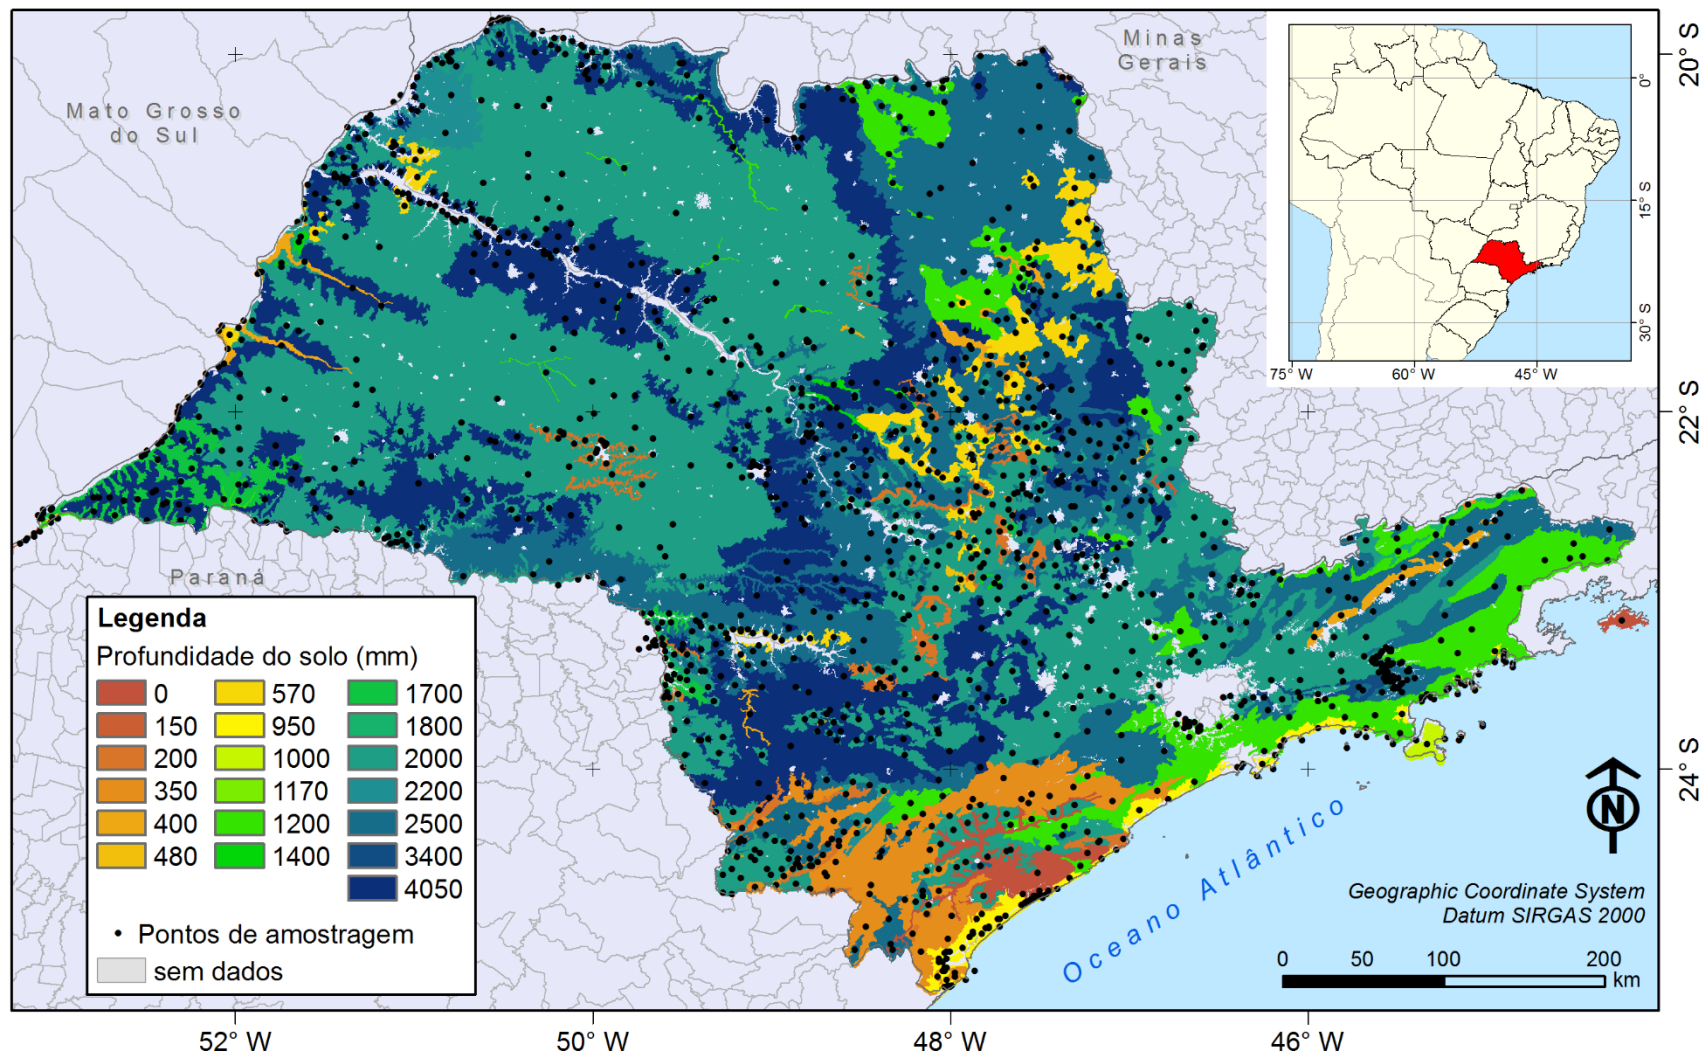 Minas
Gerais
Mato Grosso
do Sul
Paraná
20° S
22° S
24° S
0°
15° S
30° S
75° W
60° W
45° W
Legenda
Profundidade do solo (mm)
0
150
200
350
400
480
570
950
1000
1170
1200
1400
1700
1800
2000
2200
2500
3400
4050
Pontos de amostragem
sem dados
Oceano Atlântico
N
Geographic Coordinate System
Datum SIRGAS 2000
0 50 100 200
km
52° W
50° W
48° W
46° W